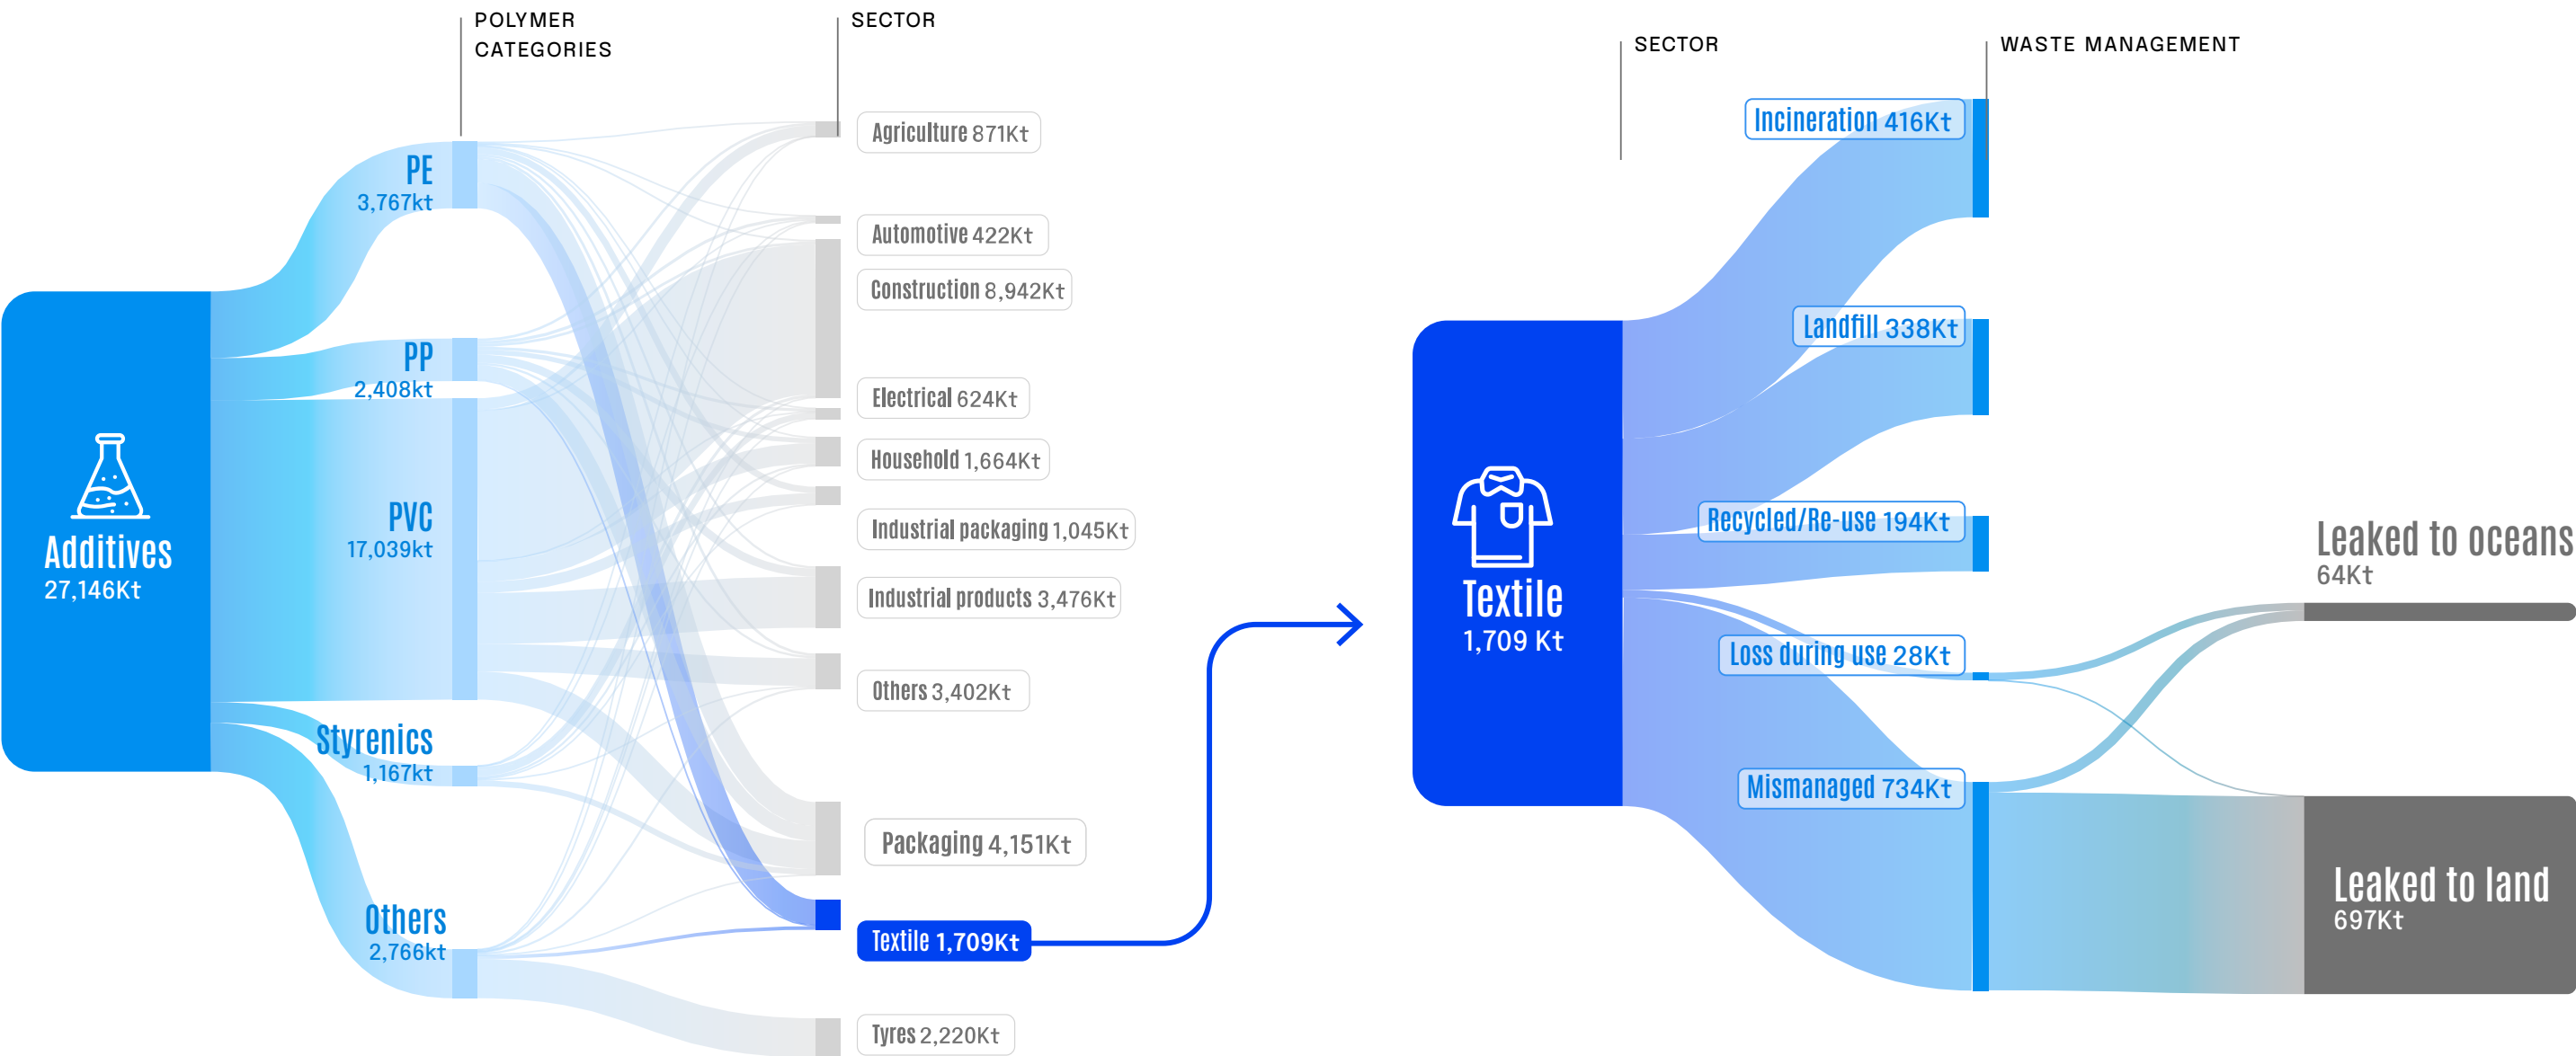 POLYMER
CATEGORIES
SECTOR
PE
3,767kt
PP
2,408kt
PVC
17,039kt
Styrenics
1,167kt
Others
2,766kt
Additives
27,146Kt
Agriculture 871Kt
Automotive 422Kt
Construction 8,942Kt
Electrical 624Kt
Household 1,664Kt
Industrial packaging 1,045Kt
Industrial products 3,476Kt
Others 3,402Kt
Packaging 4,151Kt
Textile 1,709Kt
Tyres 2,220Kt
SECTOR
WASTE MANAGEMENT
Textile
1,709 Kt
Incineration 416Kt
Landfill 338Kt
Recycled/Re-use 194Kt
Loss during use 28Kt
Mismanaged 734Kt
Leaked to oceans
64Kt
Leaked to land
697Kt